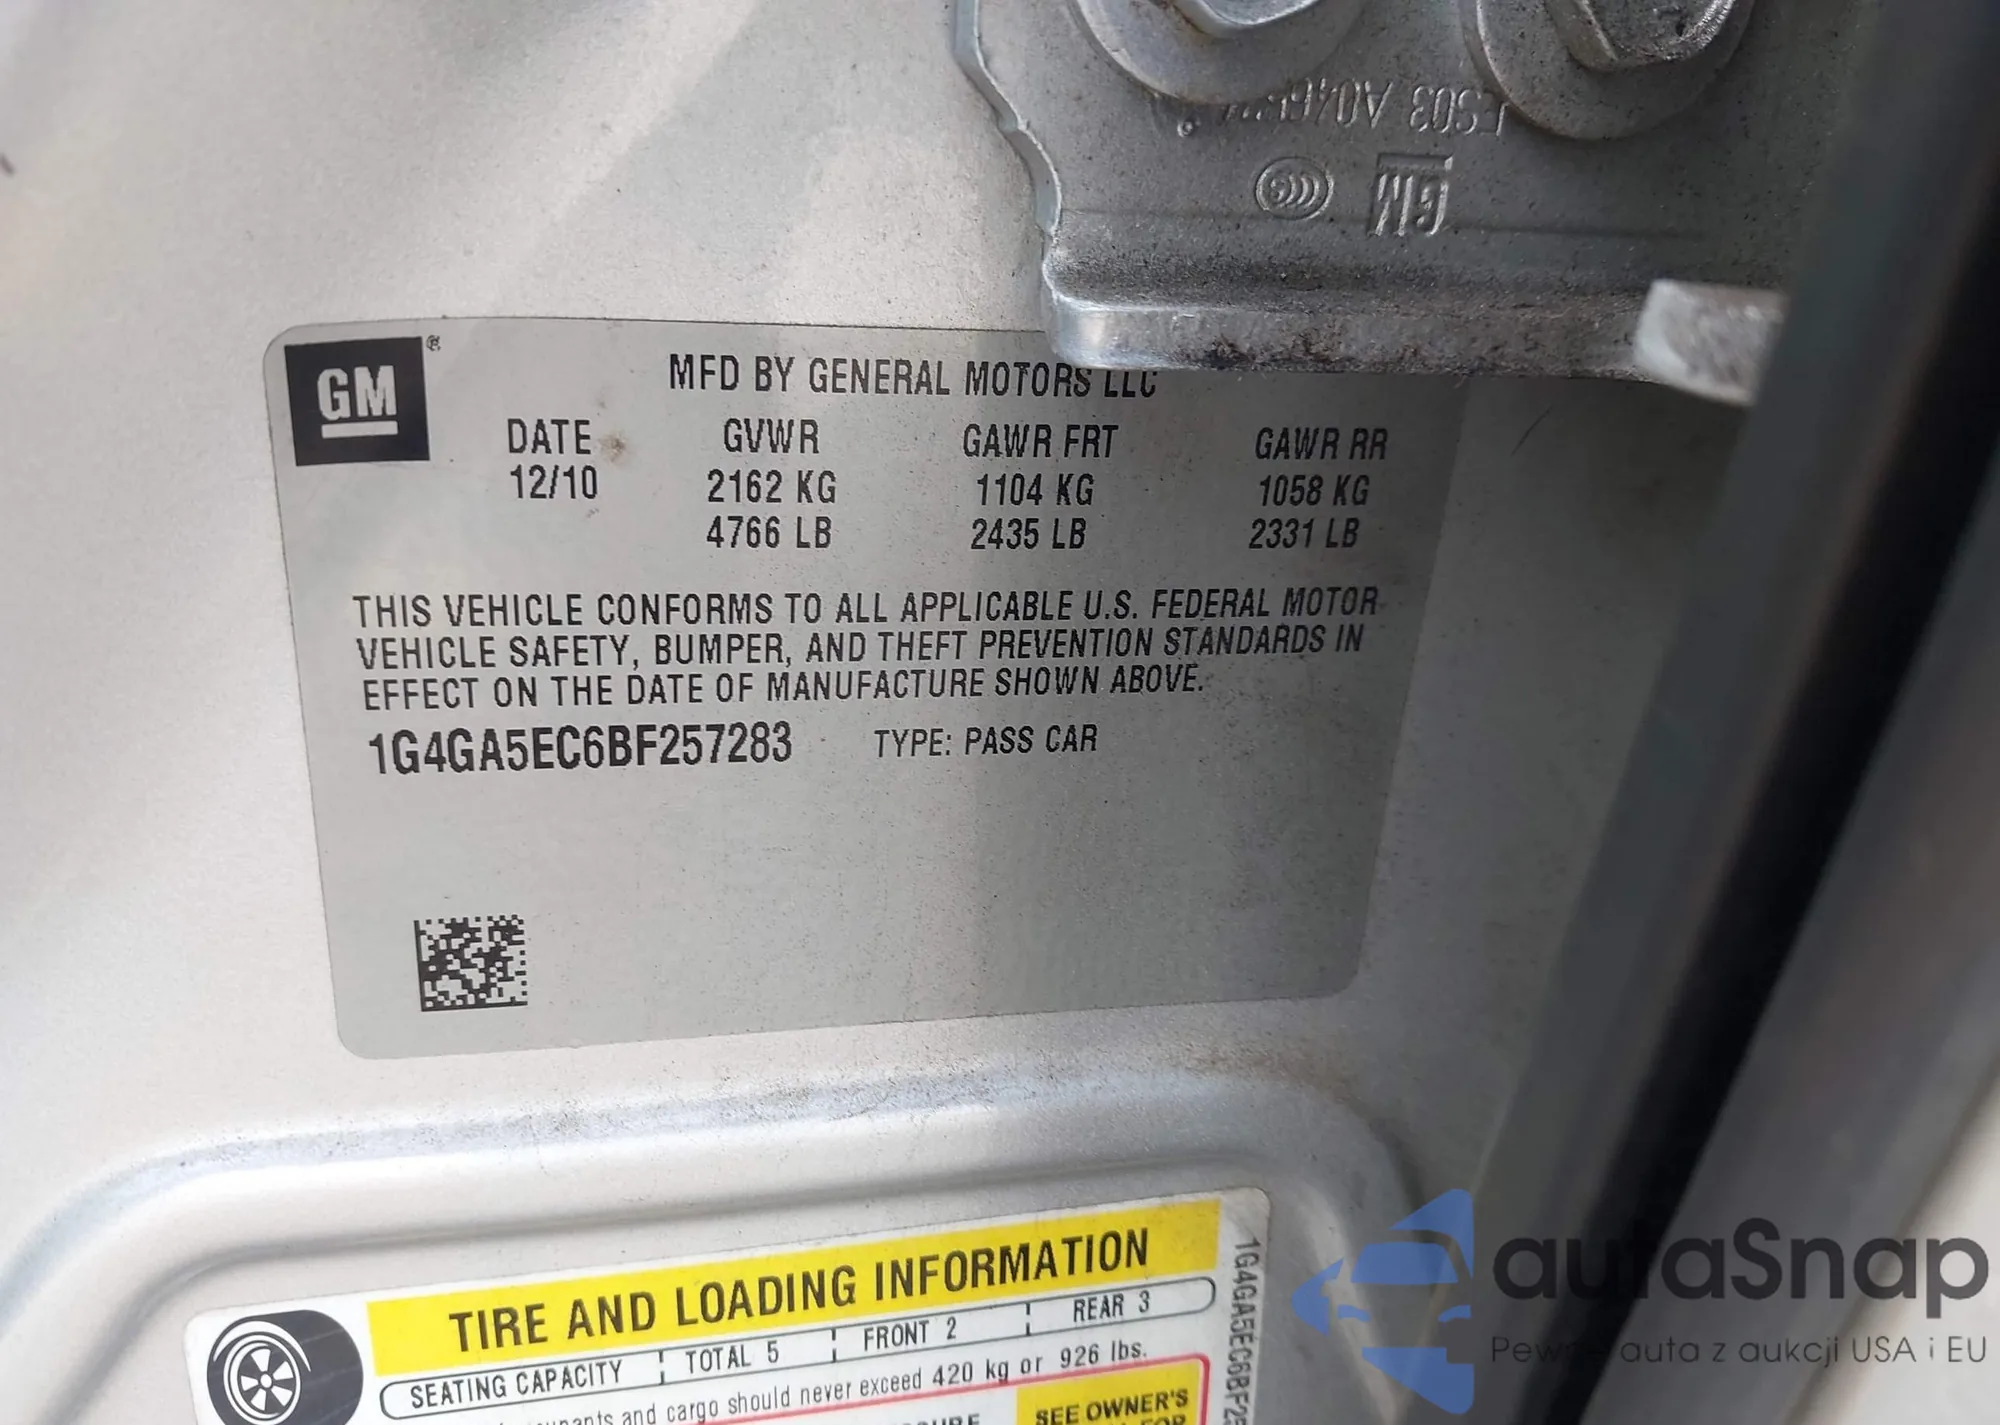 ES03
GM
GM®
MFD BY GENERAL MOTORS LLC
DATE GVWR GAWR FRT GAWR RR
12/10 2162 KG 1104 KG 1058 KG
4766 LB 2435 LB 2331 LB
THIS VEHICLE CONFORMS TO ALL APPLICABLE U.S. FEDERAL MOTOR
VEHICLE SAFETY, BUMPER, AND THEFT PREVENTION STANDARDS IN
EFFECT ON THE DATE OF MANUFACTURE SHOWN ABOVE.
1G4GA5EC6BF257283 TYPE: PASS CAR
TIRE AND LOADING INFORMATION
SEATING CAPACITY TOTAL 5 FRONT 2 REAR 3
and cargo should never exceed 420 kg or 926 lbs.
SEE OWNER'S
FOR
1G4GA5EC6BF25
autaSnap
auta z aukcji USA i EU